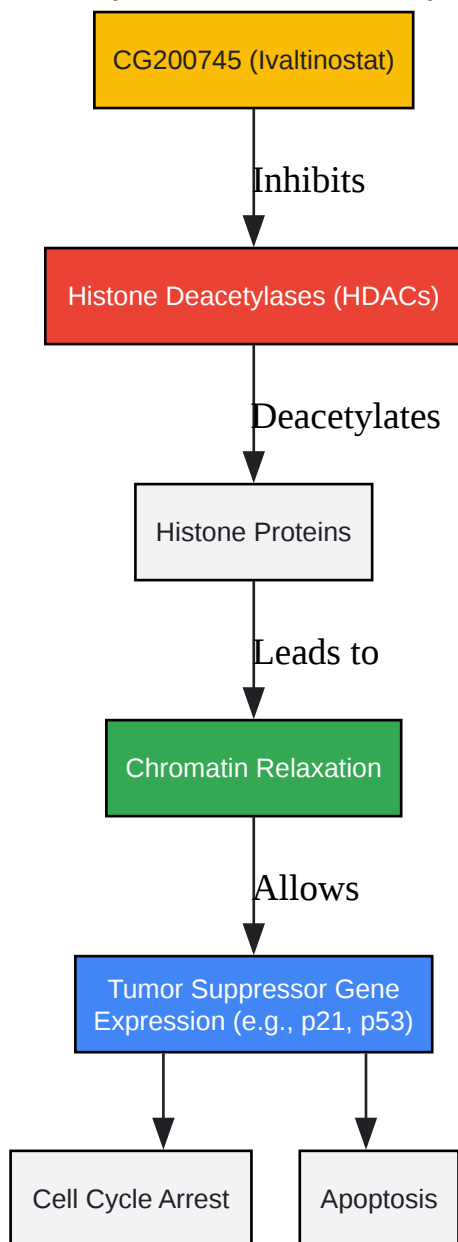 CG200745 (Ivaltinostat)
Inhibits
Histone Deacetylases (HDACs)
Deacetylates
Histone Proteins
Leads to
Chromatin Relaxation
Allows
Tumor Suppressor Gene
Expression (e.g., p21, p53)
Cell Cycle Arrest
Apoptosis